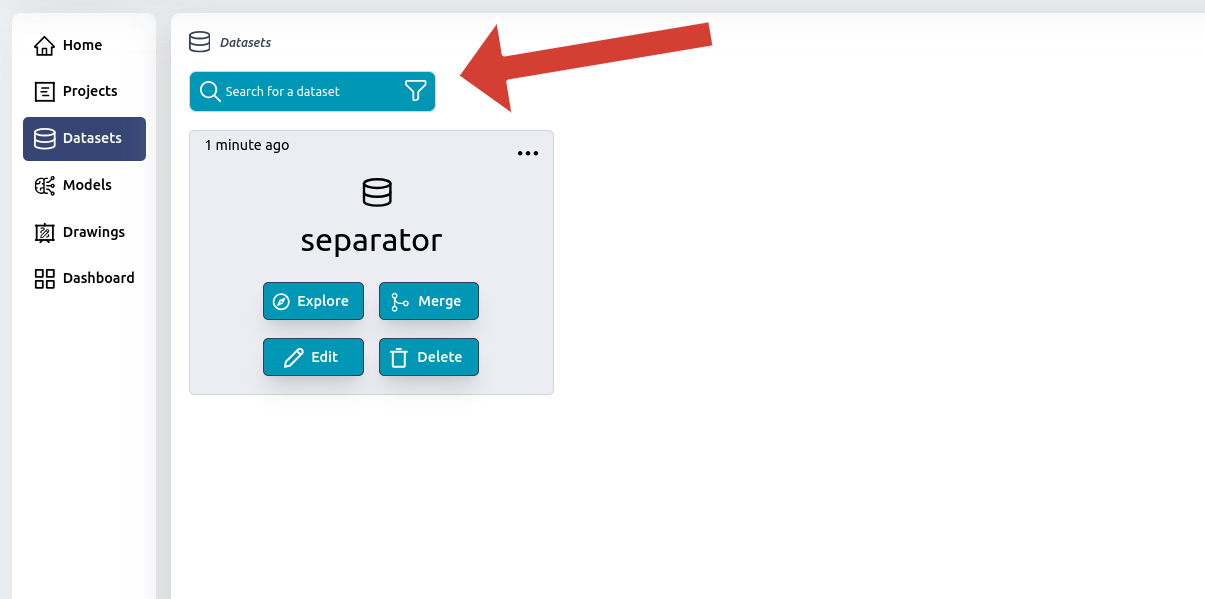 Home
Projects
Datasets
Models
Drawings
Dashboard
Datasets
Search for a dataset
1 minute ago
separator
Explore
Merge
Edit
Delete